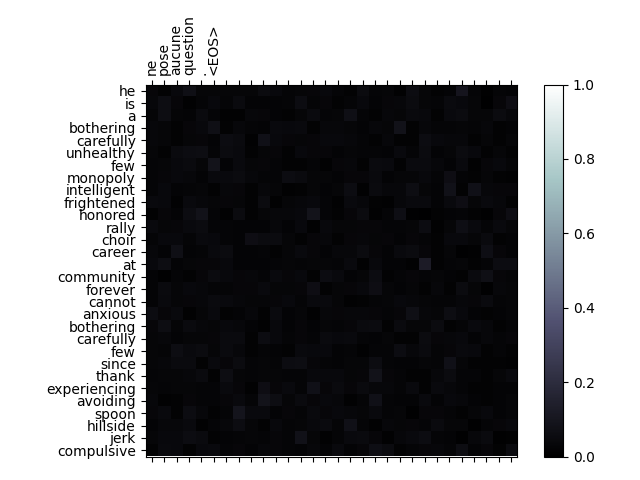 ne
pose
aucune
question
.
<EOS>
he
is
a
bothering
carefully
unhealthy
few
monopoly
intelligent
frightened
honored
rally
choir
career
at
community
forever
cannot
anxious
bothering
carefully
few
since
thank
experiencing
avoiding
spoon
hillside
jerk
compulsive
1.0
0.8
0.6
0.4
0.2
0.0